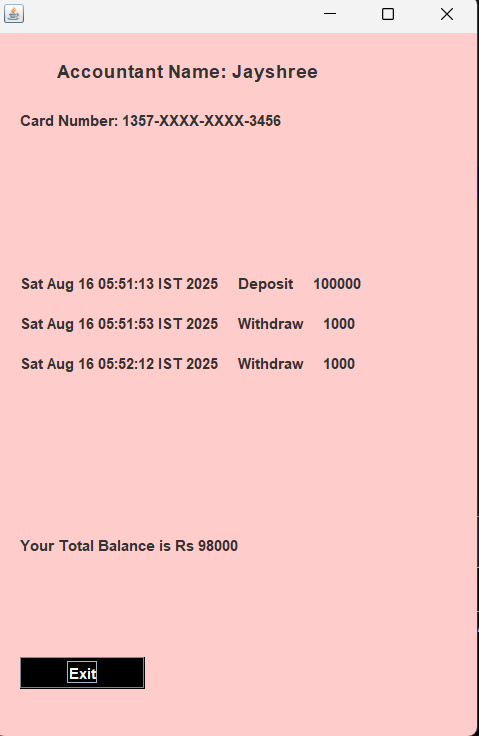 Accountant Name: Jayshree
Card Number: 1357-XXXX-XXXX-3456
Sat Aug 16 05:51:13 IST 2025 Deposit 100000
Sat Aug 16 05:51:53 IST 2025 Withdraw 1000
Sat Aug 16 05:52:12 IST 2025 Withdraw 1000
Your Total Balance is Rs 98000
Exit